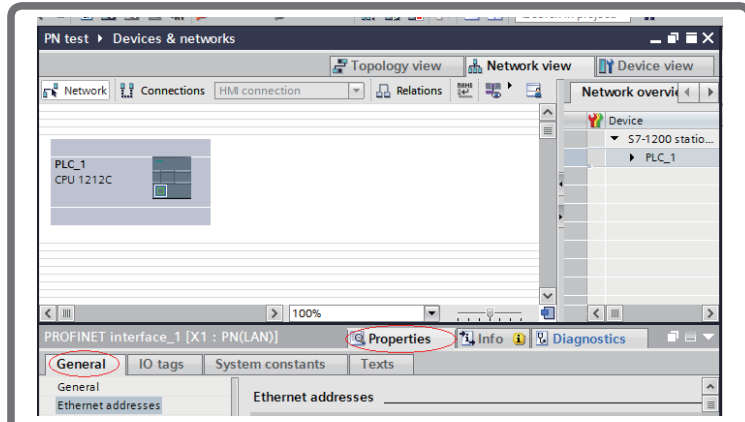 PN test ▸ Devices & networks
Topology view Network view Device view
Network Connections HMI connection Relations Network overvi
Device
S7-1200 statio...
PLC_1
PLC_1
CPU 1212C
100%
PROFINET interface_1 [X1 : PN(LAN)] Properties Info Diagnostics
General IO tags System constants Texts
General
Ethernet addresses
Ethernet addresses